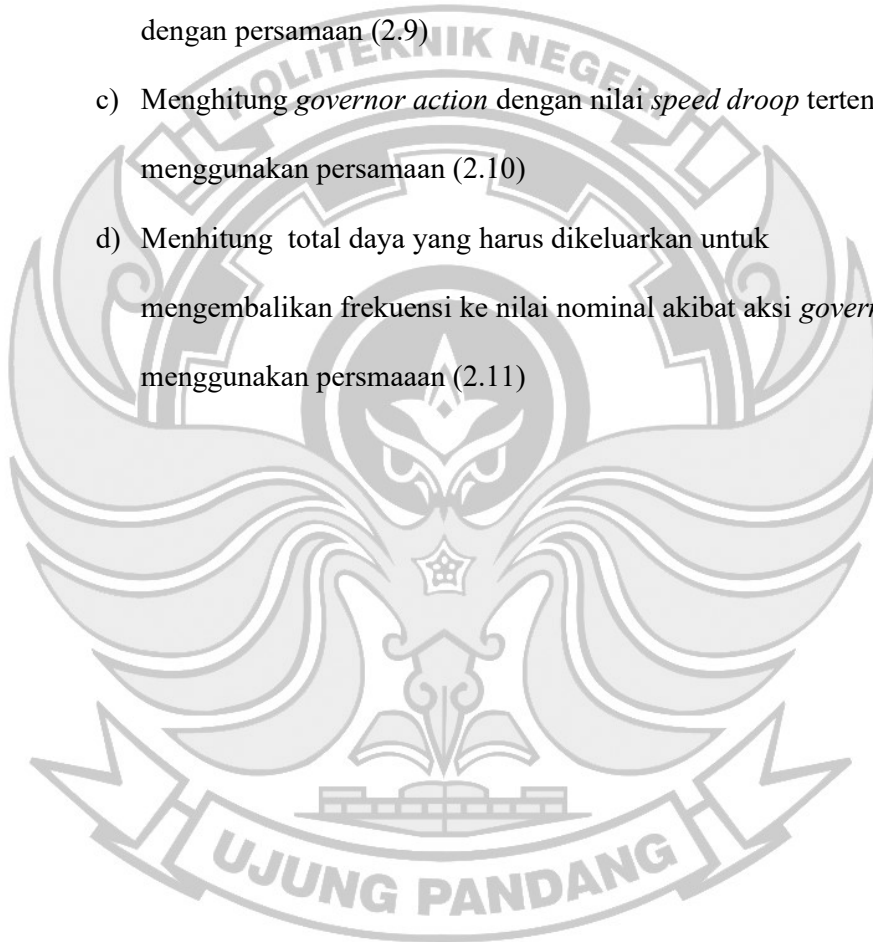 dengan persamaan (2.9)
POLITEKNIK NEGERI
c) Menghitung governor action dengan nilai speed droop terten
menggunakan persamaan (2.10)
d) Menhitung total daya yang harus dikeluarkan untuk
mengembalikan frekuensi ke nilai nominal akibat aksi govern
menggunakan persmaaan (2.11)
UJUNG PANDANG